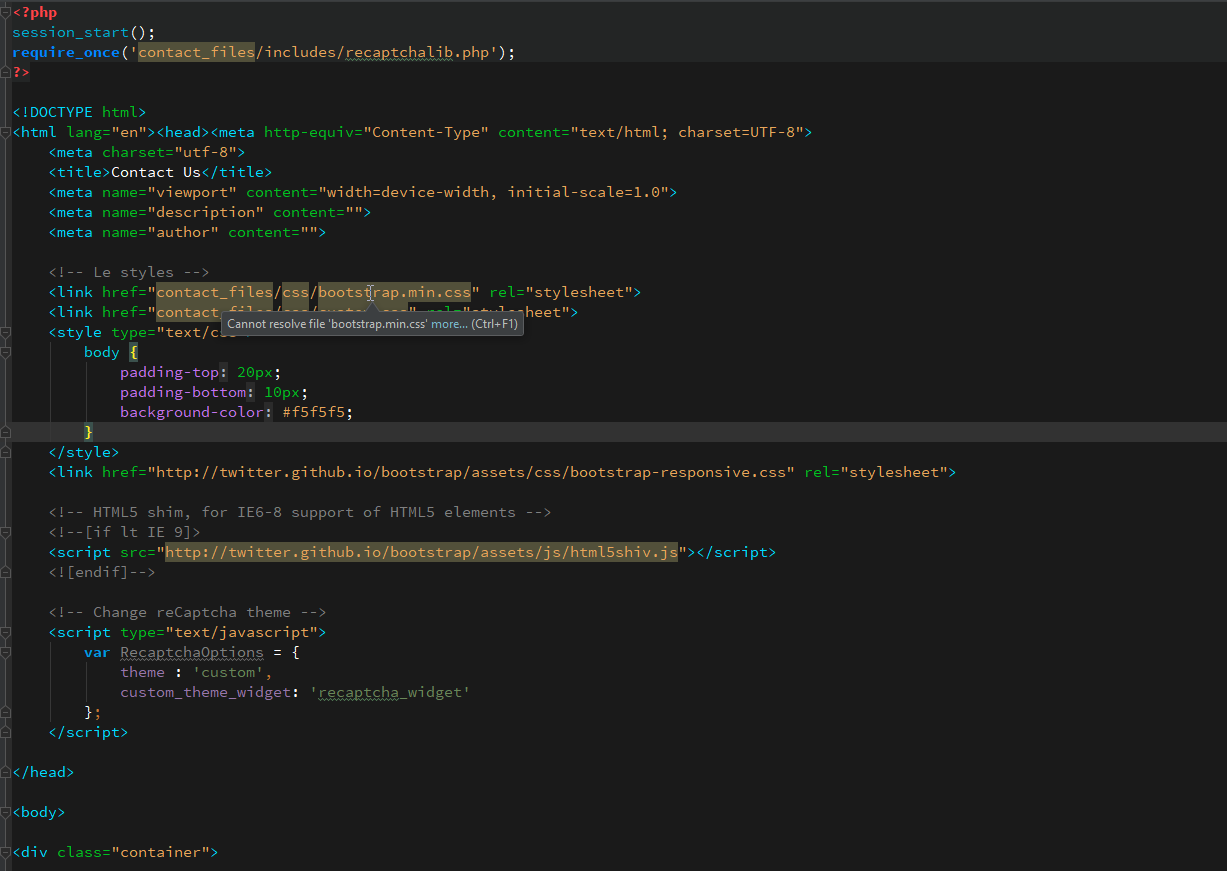 <?php
session_start();
require_once('contact_files/includes/recaptchalib.php');
?>
<!DOCTYPE html>
<html lang="en"><head><meta http-equiv="Content-Type" content="text/html; charset=UTF-8">
<meta charset="utf-8">
<title>Contact Us</title>
<meta name="viewport" content="width=device-width, initial-scale=1.0">
<meta name="description" content="">
<meta name="author" content="">
<!-- Le styles -->
<link href="contact_files/css/bootstrap.min.css" rel="stylesheet">
<link href="contact_files/css/ rel="stylesheet">
Cannot resolve file 'bootstrap.min.css' more... (Ctrl+F1)
<style type="text/css
body {
padding-top: 20px;
padding-bottom: 10px;
background-color: #f5f5f5;
}
</style>
<link href="http://twitter.github.io/bootstrap/assets/css/bootstrap-responsive.css" rel="stylesheet">
<!-- HTML5 shim, for IE6-8 support of HTML5 elements -->
<!--[if lt IE 9]>
<script src="http://twitter.github.io/bootstrap/assets/js/html5shiv.js"></script>
<![endif]-->
<!-- Change reCaptcha theme -->
<script type="text/javascript">
var RecaptchaOptions = {
theme : 'custom',
custom_theme_widget: 'recaptcha_widget'
};
</script>
</head>
<body>
<div class="container">